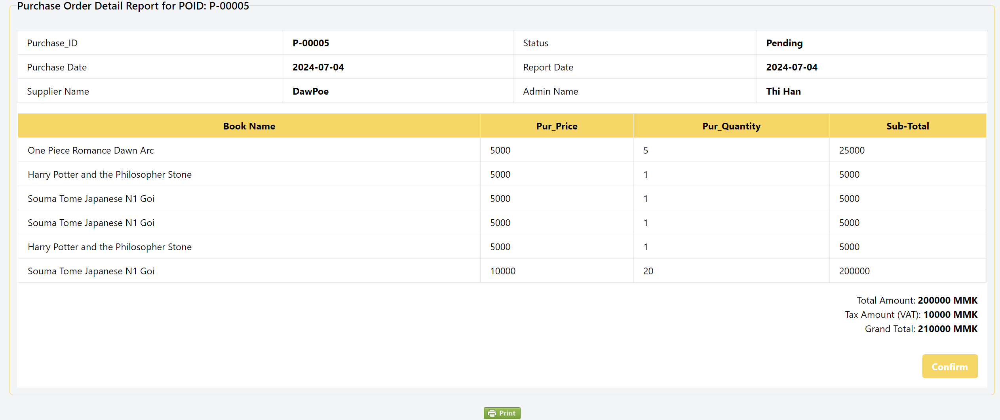 Purchase Order Detail Report for POID: P-00005
Purchase_ID P-00005 Status Pending
Purchase Date 2024-07-04 Report Date 2024-07-04
Supplier Name DawPoe Admin Name Thi Han
Book Name Pur_Price Pur_Quantity Sub-Total
One Piece Romance Dawn Arc 5000 5 25000
Harry Potter and the Philosopher Stone 5000 1 5000
Souma Tome Japanese N1 Goi 5000 1 5000
Souma Tome Japanese N1 Goi 5000 1 5000
Harry Potter and the Philosopher Stone 5000 1 5000
Souma Tome Japanese N1 Goi 10000 20 200000
Total Amount: 200000 MMK
Tax Amount (VAT): 10000 MMK
Grand Total: 210000 MMK
Confirm
Print